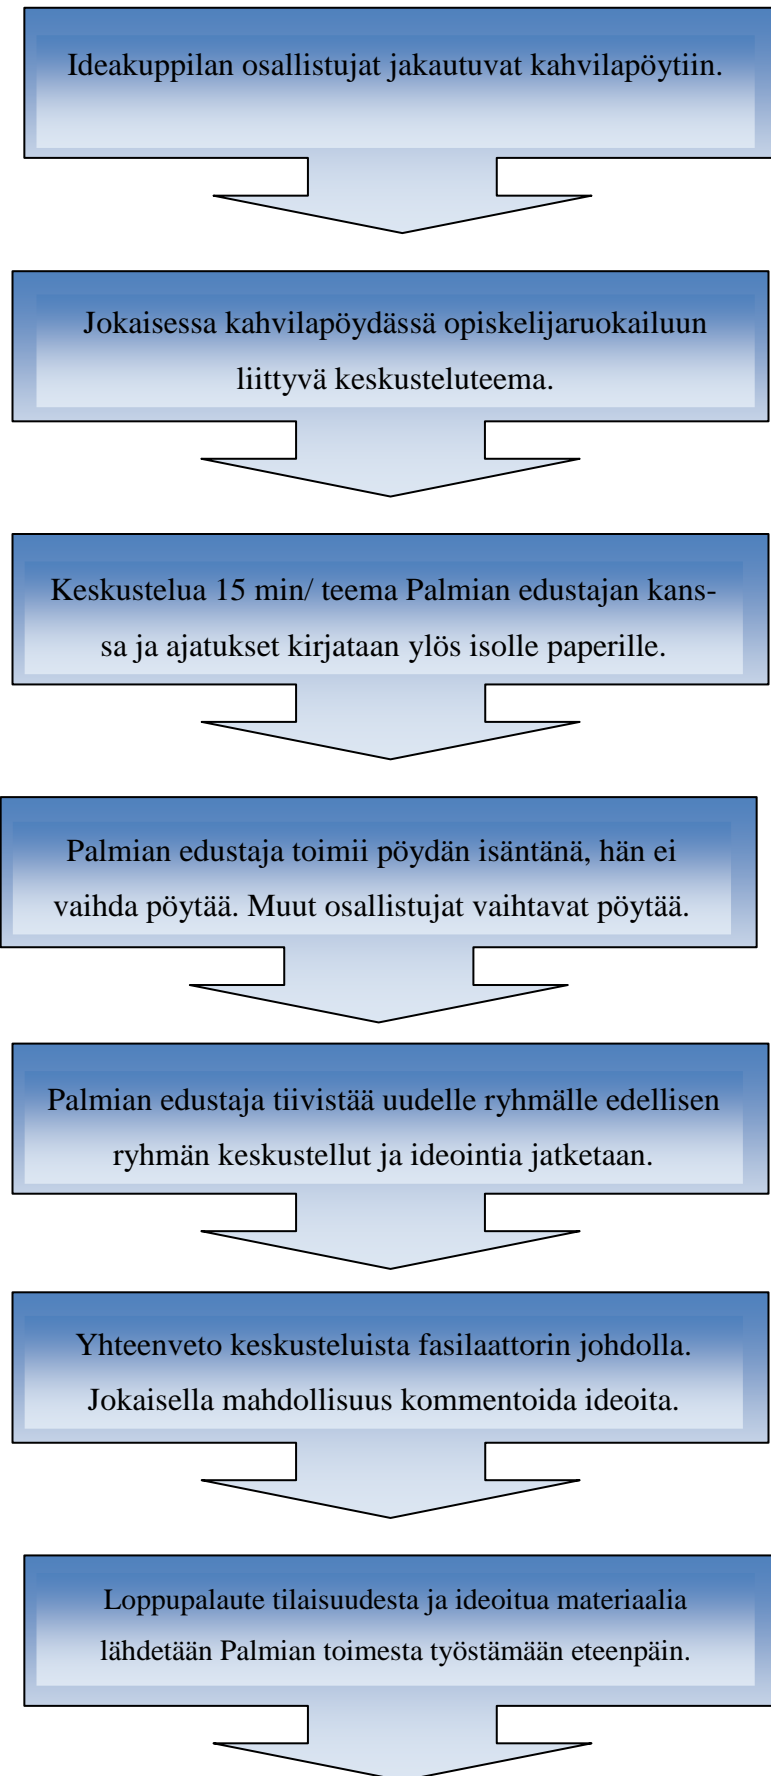 Ideakuppilan osallistujat jakautuvat kahvilapöytiin.
Jokaisessa kahvilapöydässä opiskelijaruokailuun
liittyvä keskusteluteema.
Keskustelua 15 min/ teema Palmian edustajan kans-
sa ja ajatukset kirjataan ylös isolle paperille.
Palmian edustaja toimii pöydän isäntänä, hän ei
vaihda pöytää. Muut osallistujat vaihtavat pöytää.
Palmian edustaja tiivistää uudelle ryhmälle edellisen
ryhmän keskustellut ja ideointia jatketaan.
Yhteenveto keskusteluista fasilaattorin johdolla.
Jokaisella mahdollisuus kommentoida ideoita.
Loppupalaute tilaisuudesta ja ideoitua materiaalia
lähdetään Palmian toimesta työstämään eteenpäin.